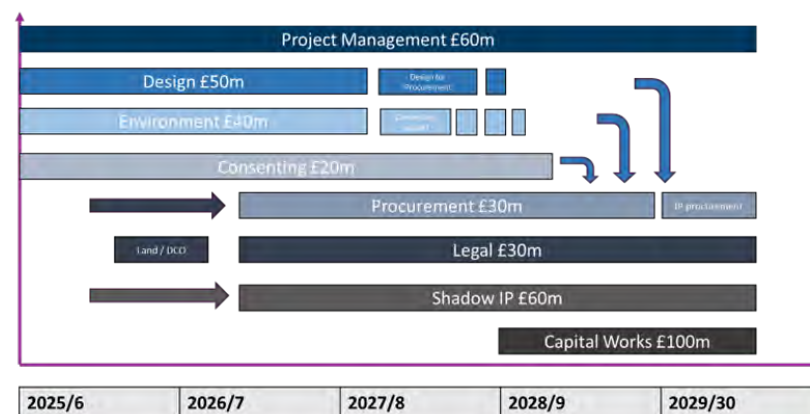 Project Management £60m
Design £50m
Design for
Procurement
Environment £40m
Consenting £20m
Procurement £30m
IP procurement
Land / DCO
Legal £30m
Shadow IP £60m
Capital Works £100m
2025/6
2026/7
2027/8
2028/9
2029/30